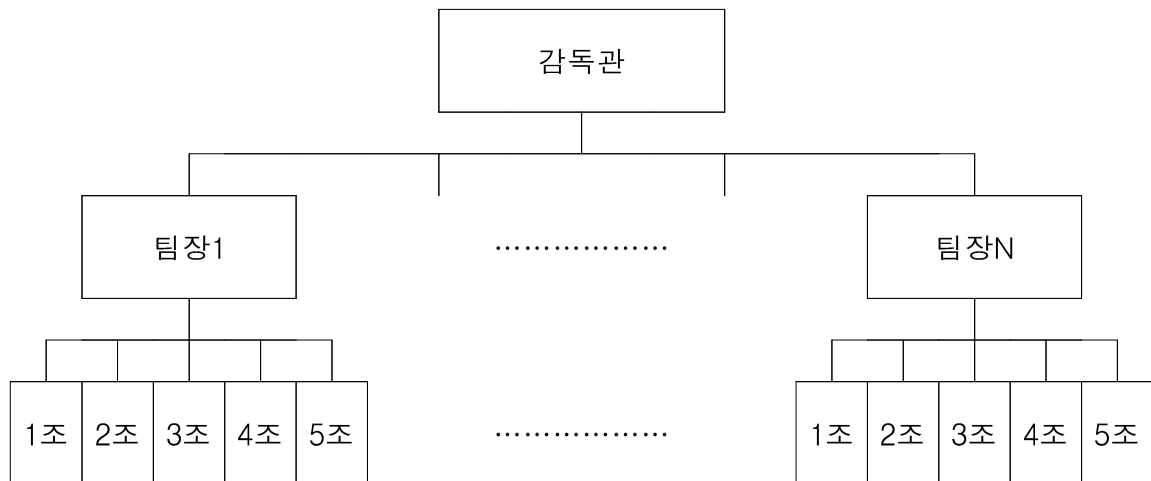 감독관
팀장1 ……………… 팀장N
1조 2조 3조 4조 5조 ……………… 1조 2조 3조 4조 5조